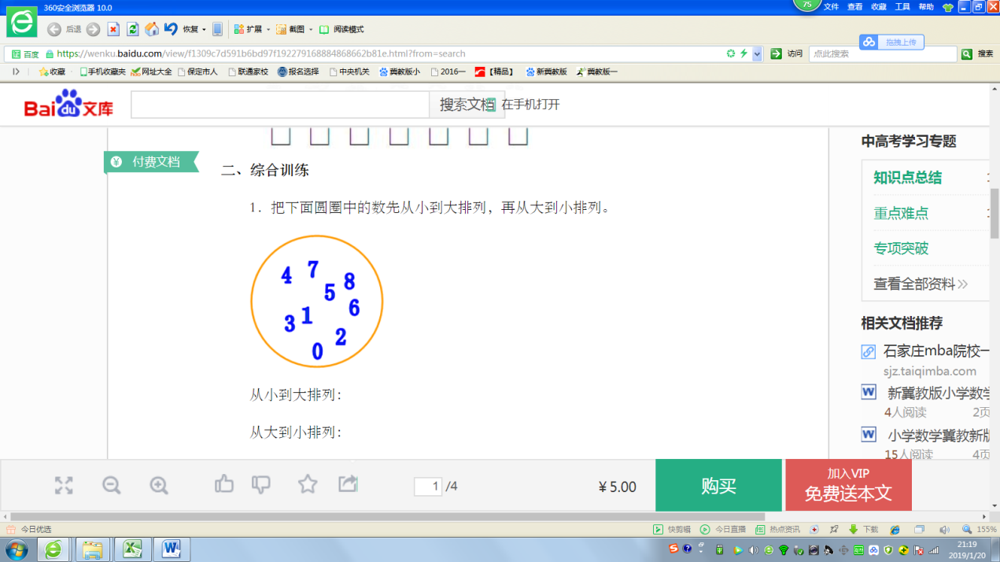 360安全浏览器 10.0
75
文件 查看 收藏 工具 帮助
后退 恢复 扩展 截图 阅读模式
百度 https://wenku.baidu.com/view/f1309c7d591b6bd97f192279168884868662b81e.html?from=search
访问 点此搜索 搜索
拖拽上传
收藏 手机收藏夹 网址大全 保定市人 联通家校 报名选择 中央机关 冀教版小 2016一 【精品】 新冀教版 冀教版一
Bai du 文库
搜索文档 在手机打开
付费文档
二、综合训练
1．把下面圆圈中的数先从小到大排列，再从大到小排列。
4 7 8
5
6
3 1
2
0
从小到大排列：
从大到小排列：
中高考学习专题
知识点总结
重点难点
专项突破
查看全部资料
相关文档推荐
石家庄mba院校一
sjz.taiqimba.com
新冀教版小学数学
4人阅读 2页
小学数学冀教新版
15人阅读 4页
1 /4
¥5.00
购买
加入VIP
免费送本文
今日优选
快剪辑 今日直播 热点资讯 下载 155%
21:19
2019/1/20